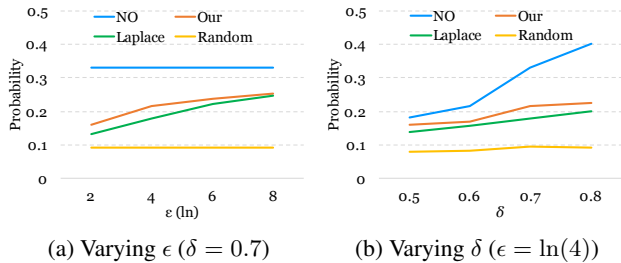 NO Our
Laplace Random
Probability
0.5
0.4
0.3
0.2
0.1
0
2 4 6 8
ε (ln)
(a) Varying ϵ (δ = 0.7)
NO Our
Laplace Random
Probability
0.5
0.4
0.3
0.2
0.1
0
0.5 0.6 0.7 0.8
δ
(b) Varying δ (ϵ = ln(4))